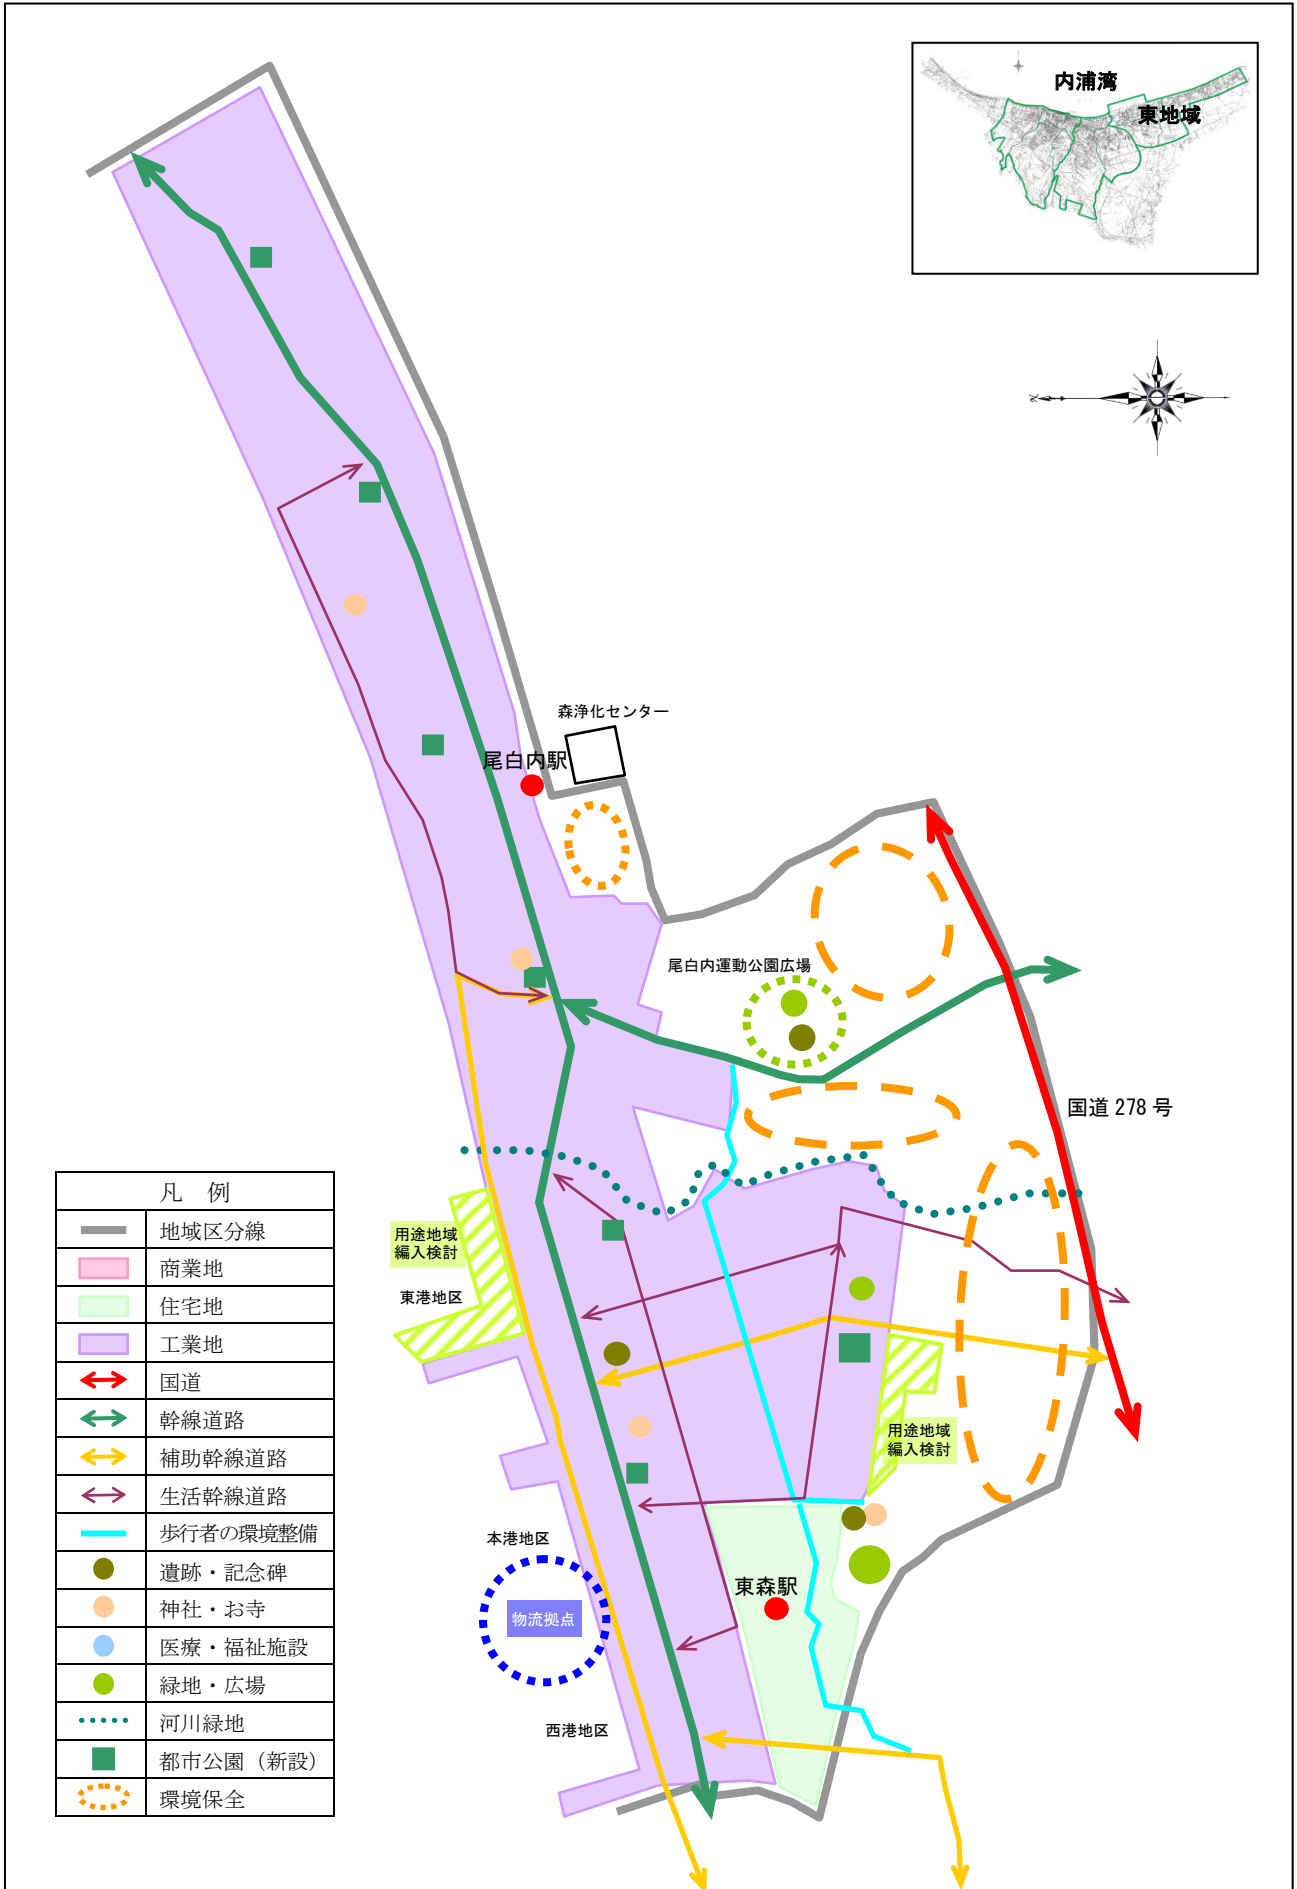 内浦湾
東地域
N
森浄化センター
尾白内駅
尾白内運動公園広場
国道278号
用途地域
編入検討
東港地区
用途地域
編入検討
本港地区
物流拠点
東森駅
西港地区
凡 例
地域区分線
商業地
住宅地
工業地
国道
幹線道路
補助幹線道路
生活幹線道路
歩行者の環境整備
遺跡・記念碑
神社・お寺
医療・福祉施設
緑地・広場
河川緑地
都市公園（新設）
環境保全